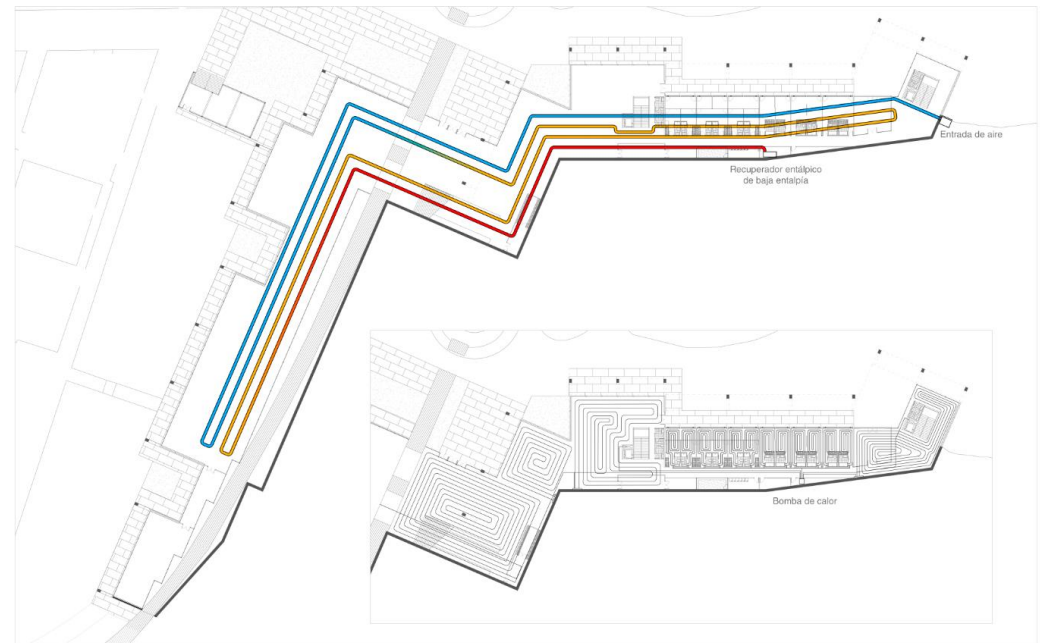 Entrada de aire
Recuperador entálpico
de baja entalpía
Bomba de calor